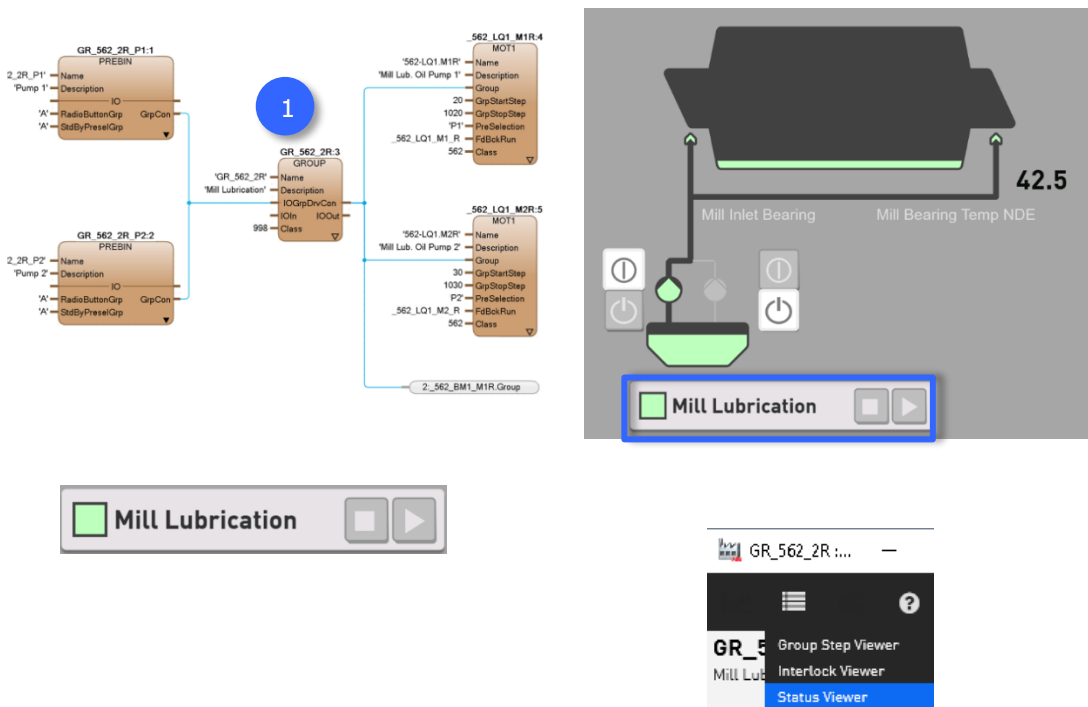 GR_562_2R_P1:1
PREBIN
2_2R_P1' Name
'Pump 1' Description
IO
'A' RadioButtonGrp GrpCon
'A' StdByPreselGrp
1
GR_562_2R:3
GROUP
'GR_562_2R' Name
'Mill Lubrication' Description
IOGrpDrvCon
IOIn IOOut
998 Class
GR_562_2R_P2:2
PREBIN
2_2R_P2' Name
'Pump 2' Description
IO
'A' RadioButtonGrp GrpCon
'A' StdByPreselGrp
_562_LQ1_M1R:4
MOT1
'562-LQ1.M1R' Name
'Mill Lub. Oil Pump 1' Description
Group
20 GrpStartStep
1020 GrpStopStep
'P1' PreSelection
_562_LQ1_M1_R FdBckRun
562 Class
_562_LQ1_M2R:5
MOT1
'562-LQ1.M2R' Name
'Mill Lub. Oil Pump 2' Description
Group
30 GrpStartStep
1030 GrpStopStep
P2' PreSelection
_562_LQ1_M2_R FdBckRun
562 Class
2:_562_BM1_M1R.Group
42.5
Mill Inlet Bearing Mill Bearing Temp NDE
Mill Lubrication
Mill Lubrication
GR_562_2R :...
?
GR_5
Mill Lub
Group Step Viewer
Interlock Viewer
Status Viewer